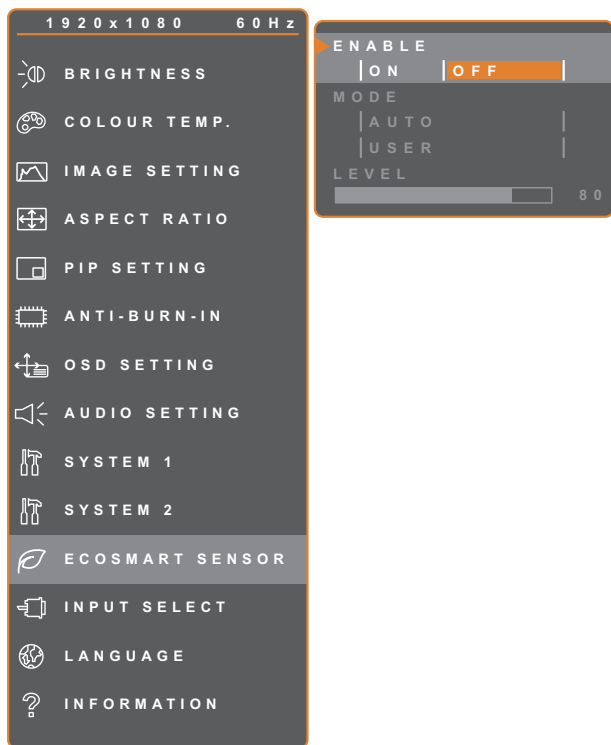 1920x1080 60Hz
BRIGHTNESS
COLOUR TEMP.
IMAGE SETTING
ASPECT RATIO
PIP SETTING
ANTI-BURN-IN
OSD SETTING
AUDIO SETTING
SYSTEM 1
SYSTEM 2
ECOSMART SENSOR
INPUT SELECT
LANGUAGE
INFORMATION
ENABLE
ON OFF
MODE
AUTO
USER
LEVEL
80